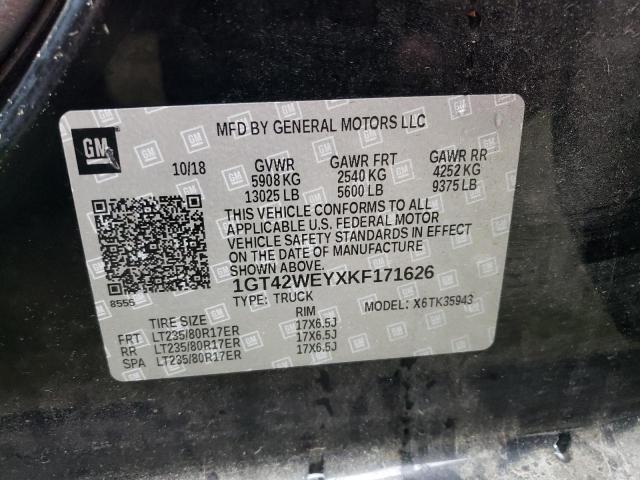 GM
MFD BY GENERAL MOTORS LLC
10/18 GVWR GAWR FRT GAWR RR
5908 KG 2540 KG 4252 KG
13025 LB 5600 LB 9375 LB
THIS VEHICLE CONFORMS TO ALL
APPLICABLE U.S. FEDERAL MOTOR
VEHICLE SAFETY STANDARDS IN EFFECT
ON THE DATE OF MANUFACTURE
SHOWN ABOVE.
8556 1GT42WEYXKF171626
TYPE: TRUCK MODEL: X6TK35943
TIRE SIZE RIM
FRT LT235/80R17ER 17X6.5J
RR LT235/80R17ER 17X6.5J
SPA LT235/80R17ER 17X6.5J